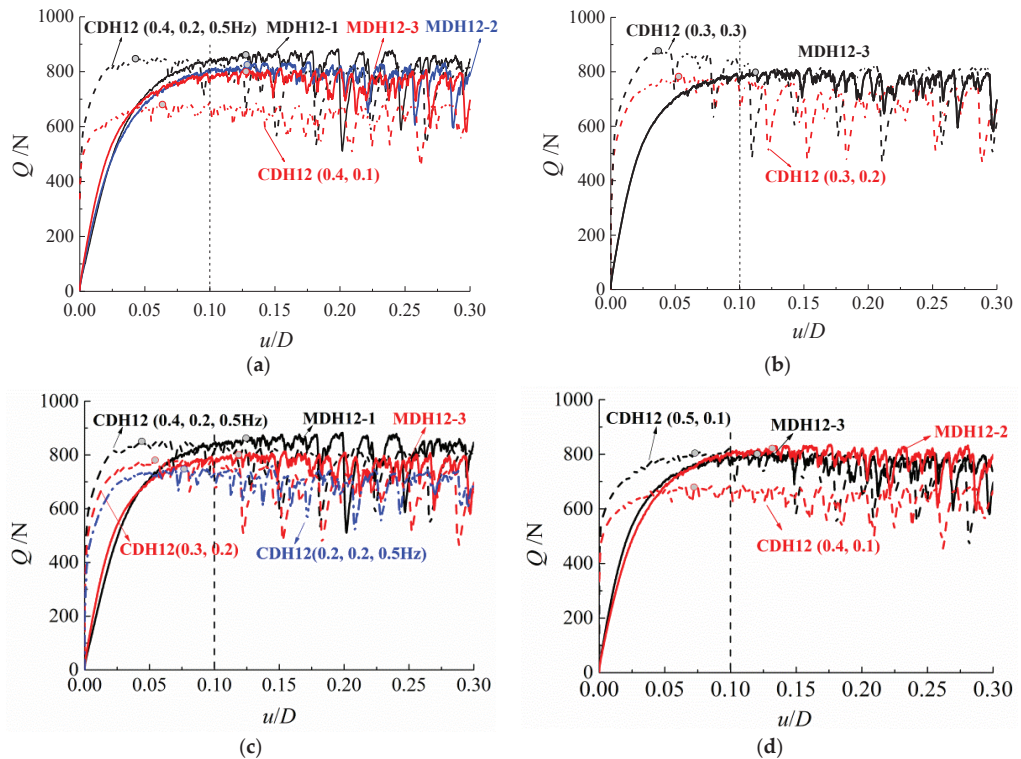 CDH12 (0.4, 0.2, 0.5Hz)
MDH12-1
MDH12-3
MDH12-2
CDH12 (0.4, 0.1)
1000
800
600
400
200
0
Q /N
0.00 0.05 0.10 0.15 0.20 0.25 0.30
u/D
(a)
CDH12 (0.3, 0.3)
MDH12-3
CDH12 (0.3, 0.2)
1000
800
600
400
200
0
Q /N
0.00 0.05 0.10 0.15 0.20 0.25 0.30
u/D
(b)
CDH12 (0.4, 0.2, 0.5Hz)
MDH12-1
MDH12-3
CDH12(0.3, 0.2)
CDH12(0.2, 0.2, 0.5Hz)
1000
800
600
400
200
0
Q /N
0.00 0.05 0.10 0.15 0.20 0.25 0.30
u/D
(c)
CDH12 (0.5, 0.1)
MDH12-3
MDH12-2
CDH12 (0.4, 0.1)
1000
800
600
400
200
0
Q /N
0.00 0.05 0.10 0.15 0.20 0.25 0.30
u/D
(d)